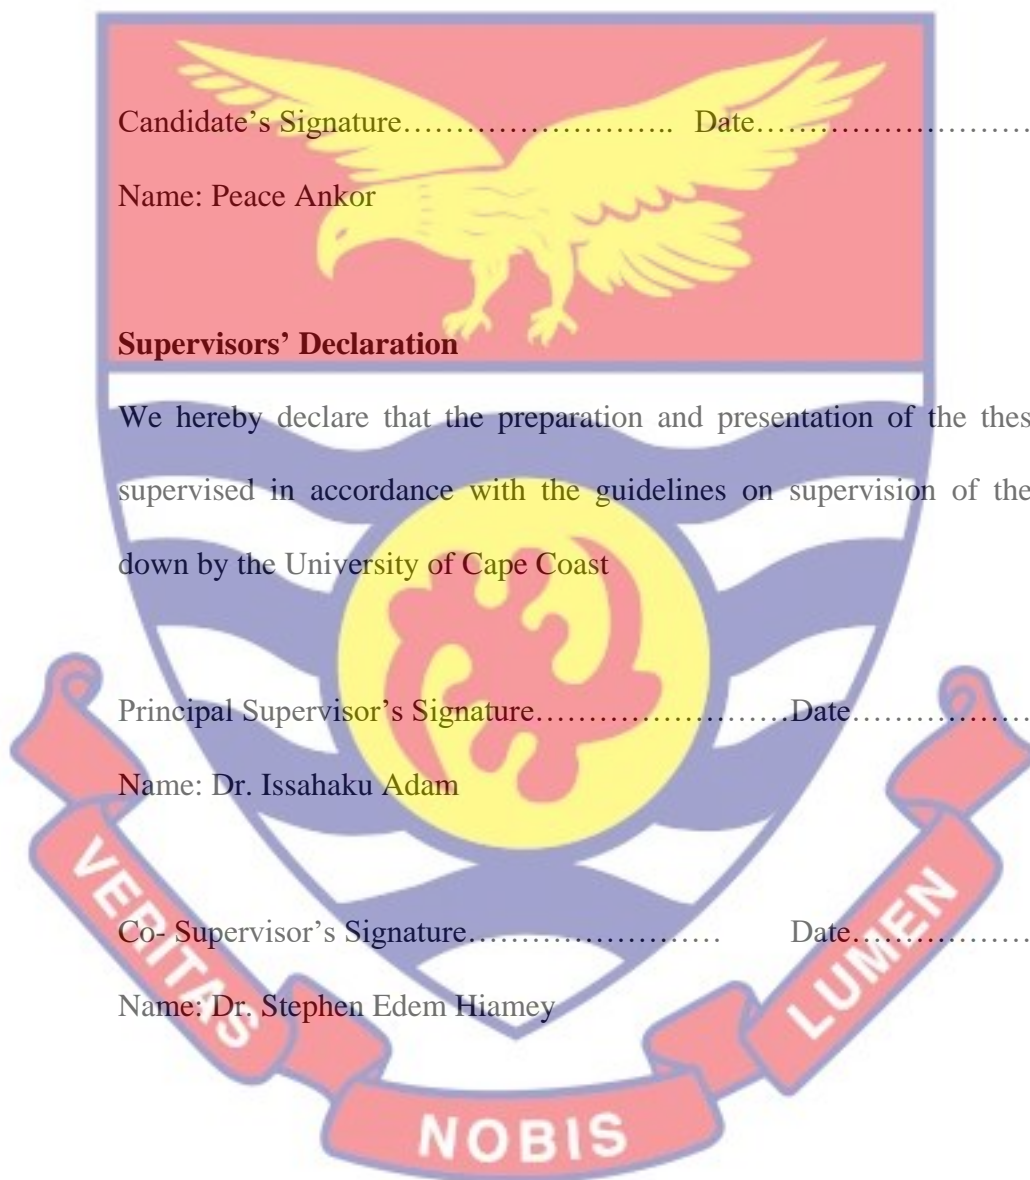 Candidate’s Signature…………………….. Date………………………
Name: Peace Ankor
Supervisors’ Declaration
We hereby declare that the preparation and presentation of the thes
supervised in accordance with the guidelines on supervision of the
down by the University of Cape Coast
Principal Supervisor’s Signature……………………Date………………
Name: Dr. Issahaku Adam
Co- Supervisor’s Signature…………………… Date………………
Name: Dr. Stephen Edem Hiamey
VERITAS
NOBIS
LUMEN